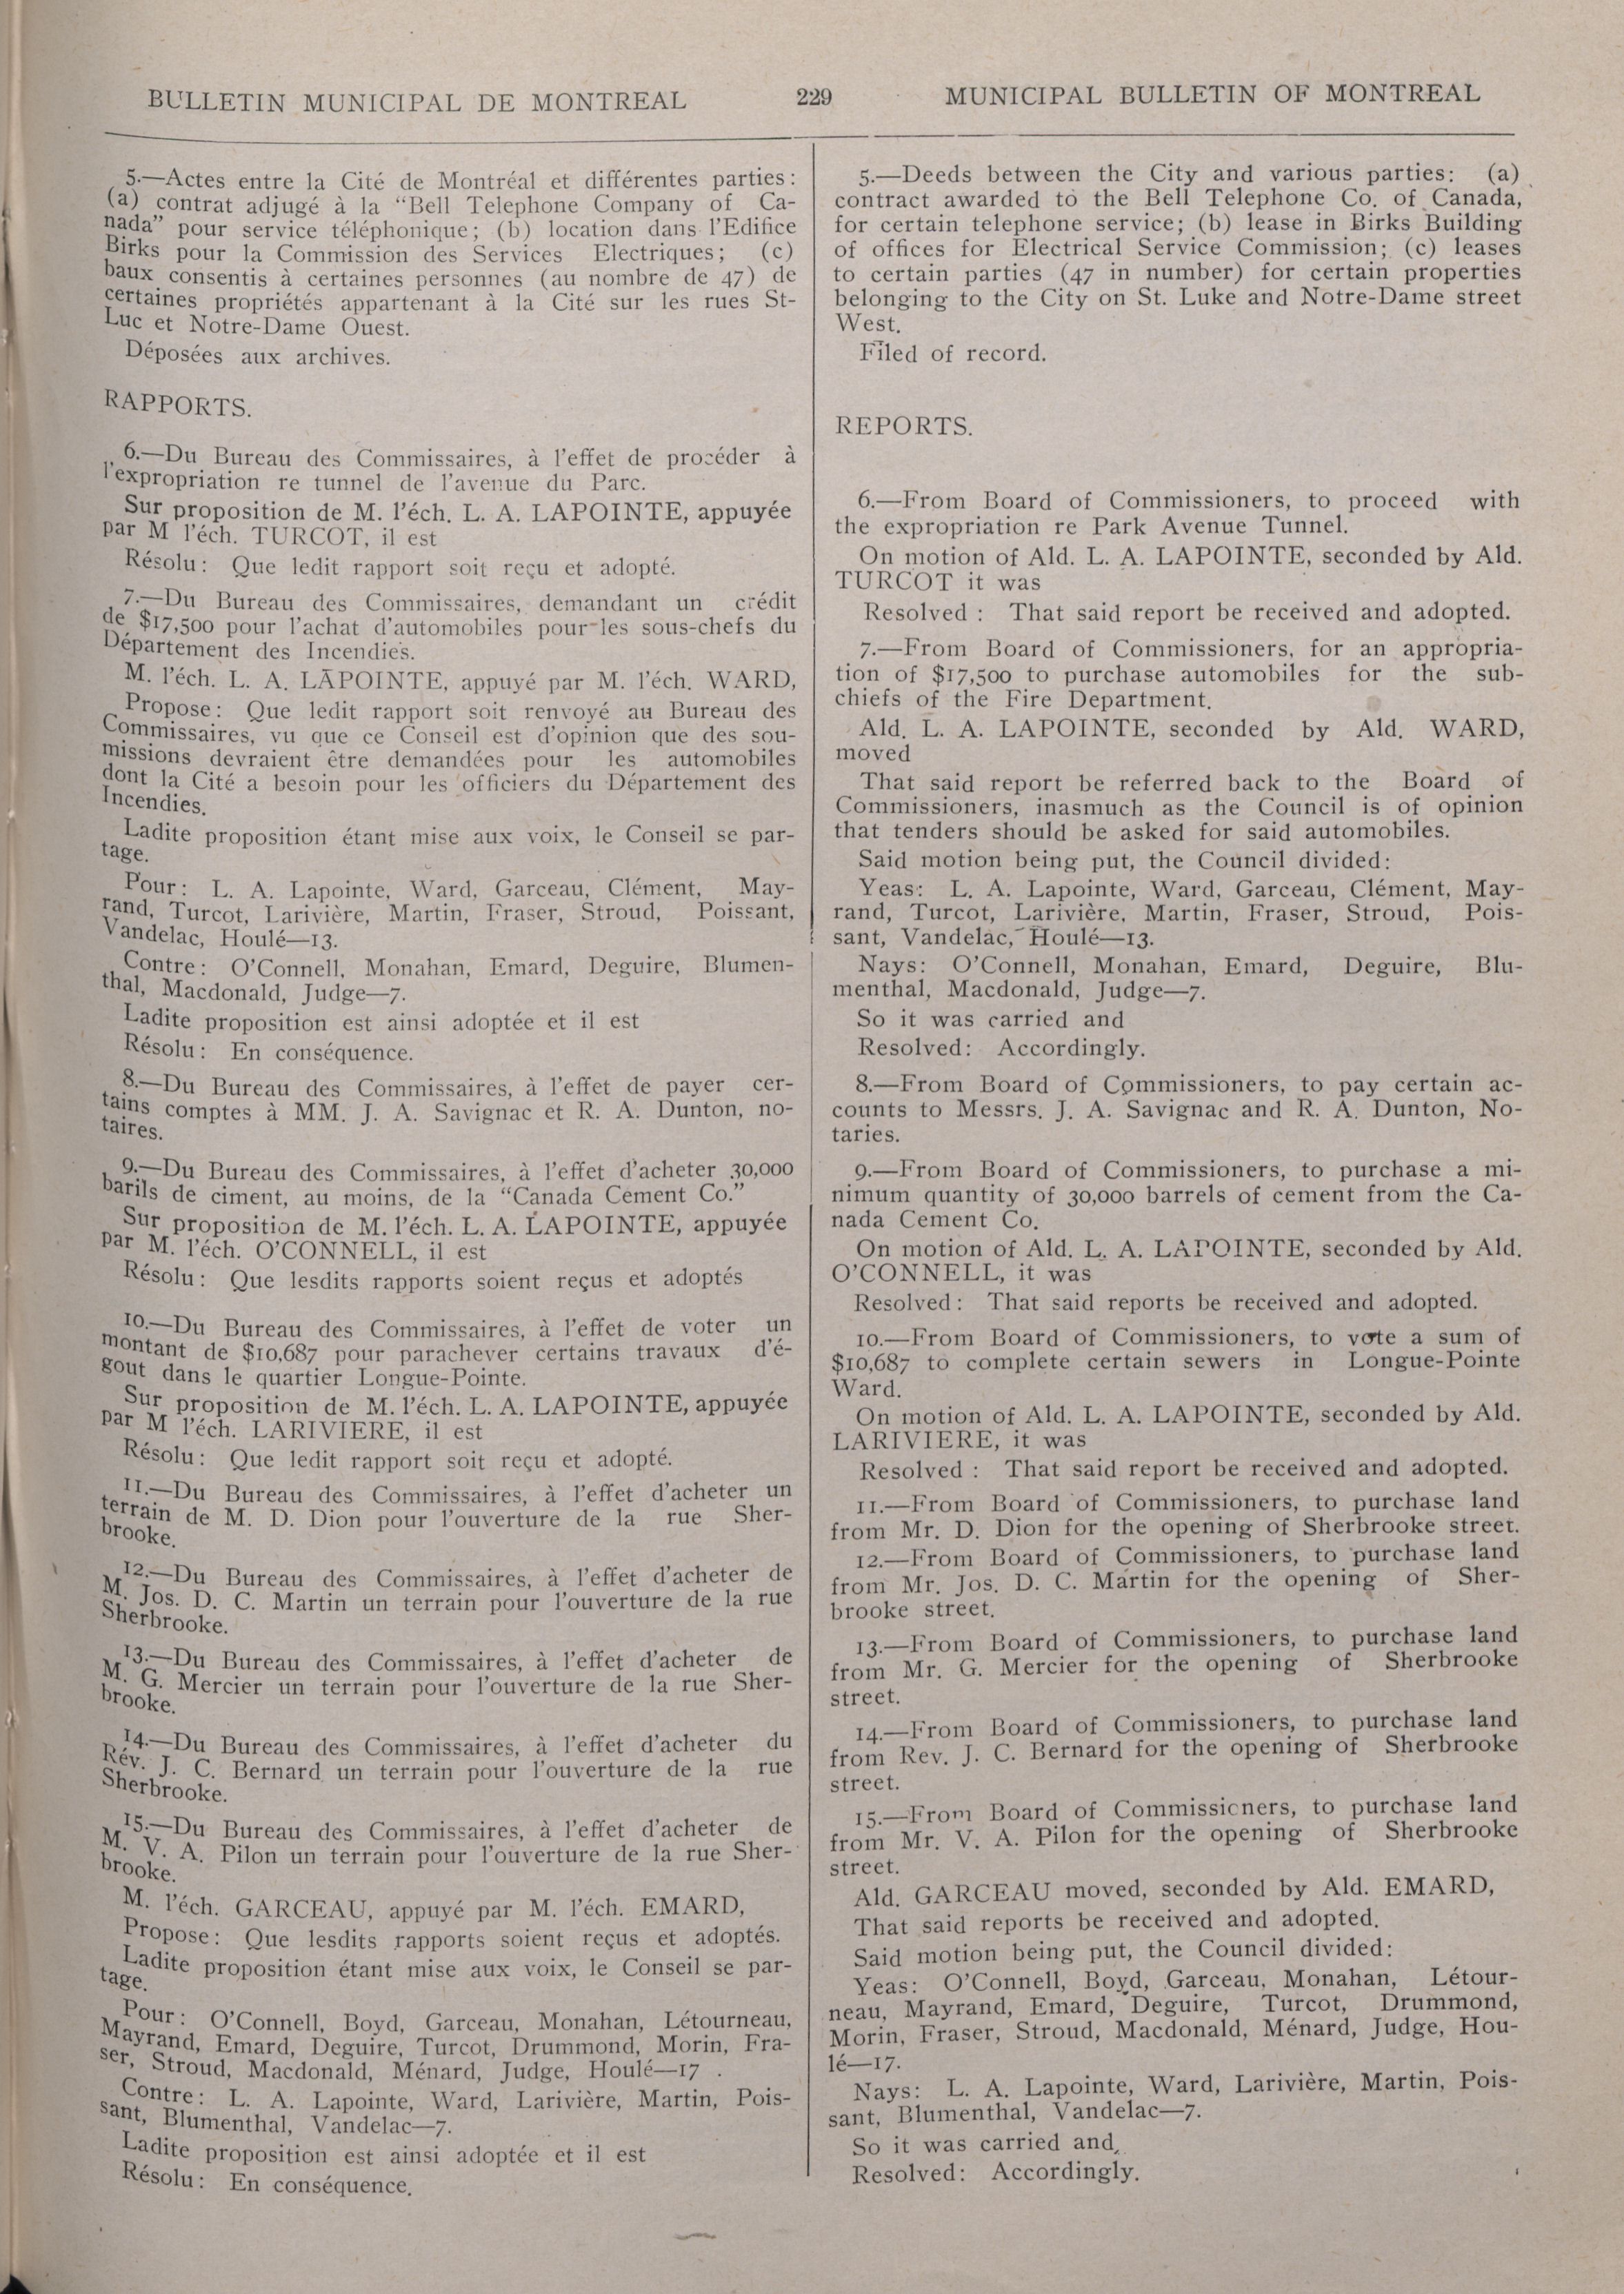 BULLETIN MUNICIPAL DE MONTREAL
229
MUNICIPAL BULLETIN OF MONTREAL
5.—Actes entre la Cité de Montréal et différentes parties:
(a) contrat adjugé à la "Bell Telephone Company of Ca-
nada" pour service téléphonique; (b) location dans l'Edifice
Birks pour la Commission des Services Electriques; (c)
baux consentis à certaines personnes (au nombre de 47) de
certaines propriétés appartenant à la Cité sur les rues St-
Luc et Notre-Dame Ouest.
Déposées aux archives.
RAPPORTS.
6.—Du Bureau des Commissaires, à l'effet de procéder à
l'expropriation re tunnel de l'avenue du Parc.
Sur proposition de M. l'éch. L. A. LAPOINTE, appuyée
par M l'éch. TURCOT, il est
Résolu: Que ledit rapport soit reçu et adopté.
7.—Du Bureau des Commissaires, demandant un crédit
de $17,500 pour l'achat d'automobiles pour les sous-chefs du
Département des Incendies.
M. l'éch. L. A. LAPOINTE, appuyé par M. l'éch. WARD,
Propose: Que ledit rapport soit renvoyé au Bureau des
Commissaires, vu que ce Conseil est d'opinion que des sou-
missions devraient être demandées pour les automobiles
dont la Cité a besoin pour les officiers du Département des
Incendies.
Ladite proposition étant mise aux voix, le Conseil se par-
tage.
Pour: L. A. Lapointe, Ward, Garceau, Clément, May-
rand, Turcot, Larivière, Martin, Fraser, Stroud, Poissant,
Vandelac, Houlé—13.
Contre: O'Connell, Monahan, Emard, Deguire, Blumen-
thal, Macdonald, Judge—7.
Ladite proposition est ainsi adoptée et il est
Résolu: En conséquence.
8.—Du Bureau des Commissaires, à l'effet de payer cer-
tains comptes à MM. J. A. Savignac et R. A. Dunton, no-
taires.
9.—Du Bureau des Commissaires, à l'effet d'acheter 30,000
barils de ciment, au moins, de la "Canada Cement Co."
Sur proposition de M. l'éch. L. A. LAPOINTE, appuyée
par M. l'éch. O'CONNELL, il est
Résolu: Que lesdits rapports soient reçus et adoptés
10.—Du Bureau des Commissaires, à l'effet de voter un
montant de $10,687 pour parachever certains travaux d'é-
gout dans le quartier Longue-Pointe.
Sur proposition de M. l'éch. L. A. LAPOINTE, appuyée
par M l'éch. LARIVIERE, il est
Résolu: Que ledit rapport soit reçu et adopté.
11.—Du Bureau des Commissaires, à l'effet d'acheter un
terrain de M. D. Dion pour l'ouverture de la rue Sher-
brooke.
12.—Du Bureau des Commissaires, à l'effet d'acheter de
M. Jos. D. C. Martin un terrain pour l'ouverture de la rue
Sherbrooke.
13.—Du Bureau des Commissaires, à l'effet d'acheter de
M. G. Mercier un terrain pour l'ouverture de la rue Sher-
brooke.
14.—Du Bureau des Commissaires, à l'effet d'acheter du
Rév. J. C. Bernard un terrain pour l'ouverture de la rue
Sherbrooke.
15.—Du Bureau des Commissaires, à l'effet d'acheter de
M. V. A. Pilon un terrain pour l'ouverture de la rue Sher-
brooke.
M. l'éch. GARCEAU, appuyé par M. l'éch. EMARD,
Propose: Que lesdits rapports soient reçus et adoptés.
Ladite proposition étant mise aux voix, le Conseil se par-
tage.
Pour: O'Connell, Boyd, Garceau, Monahan, Létourneau,
Mayrand, Emard, Deguire, Turcot, Drummond, Morin, Fra-
ser, Stroud, Macdonald, Ménard, Judge, Houlé—17 .
Contre: L. A. Lapointe, Ward, Larivière, Martin, Pois-
sant, Blumenthal, Vandelac—7.
Ladite proposition est ainsi adoptée et il est
Résolu: En conséquence.
5.—Deeds between the City and various parties: (a)
contract awarded to the Bell Telephone Co. of Canada,
for certain telephone service; (b) lease in Birks Building
of offices for Electrical Service Commission; (c) leases
to certain parties (47 in number) for certain properties
belonging to the City on St. Luke and Notre-Dame street
West.
Filed of record.
REPORTS.
6.—From Board of Commissioners, to proceed with
the expropriation re Park Avenue Tunnel.
On motion of Ald. L. A. LAPOINTE, seconded by Ald.
TURCOT it was
Resolved : That said report be received and adopted.
7.—From Board of Commissioners, for an appropria-
tion of $17,500 to purchase automobiles for the sub-
chiefs of the Fire Department.
Ald. L. A. LAPOINTE, seconded by Ald. WARD,
moved
That said report be referred back to the Board of
Commissioners, inasmuch as the Council is of opinion
that tenders should be asked for said automobiles.
Said motion being put, the Council divided:
Yeas: L. A. Lapointe, Ward, Garceau, Clément, May-
rand, Turcot, Larivière, Martin, Fraser, Stroud, Pois-
sant, Vandelac, Houlé—13.
Nays: O'Connell, Monahan, Emard, Deguire, Blu-
menthal, Macdonald, Judge—7.
So it was carried and
Resolved: Accordingly.
8.—From Board of Commissioners, to pay certain ac-
counts to Messrs. J. A. Savignac and R. A. Dunton, No-
taries.
9.—From Board of Commissioners, to purchase a mi-
nimum quantity of 30,000 barrels of cement from the Ca-
nada Cement Co.
On motion of Ald. L. A. LAPOINTE, seconded by Ald.
O'CONNELL, it was
Resolved: That said reports be received and adopted.
10.—From Board of Commissioners, to vote a sum of
$10,687 to complete certain sewers in Longue-Pointe
Ward.
On motion of Ald. L. A. LAPOINTE, seconded by Ald.
LARIVIERE, it was
Resolved : That said report be received and adopted.
11.—From Board of Commissioners, to purchase land
from Mr. D. Dion for the opening of Sherbrooke street.
12.—From Board of Commissioners, to purchase land
from Mr. Jos. D. C. Martin for the opening of Sher-
brooke street.
13.—From Board of Commissioners, to purchase land
from Mr. G. Mercier for the opening of Sherbrooke
street.
14.—From Board of Commissioners, to purchase land
from Rev. J. C. Bernard for the opening of Sherbrooke
street.
15.—From Board of Commissioners, to purchase land
from Mr. V. A. Pilon for the opening of Sherbrooke
street.
Ald. GARCEAU moved, seconded by Ald. EMARD,
That said reports be received and adopted.
Said motion being put, the Council divided:
Yeas: O'Connell, Boyd, Garceau, Monahan, Létour-
neau, Mayrand, Emard, Deguire, Turcot, Drummond,
Morin, Fraser, Stroud, Macdonald, Ménard, Judge, Hou-
lé—17.
Nays: L. A. Lapointe, Ward, Larivière, Martin, Pois-
sant, Blumenthal, Vandelac—7.
So it was carried and
Resolved: Accordingly.